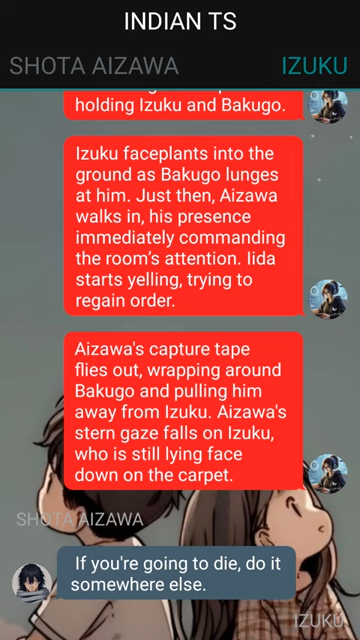 INDIAN TS
SHOTA AIZAWA IZUKU
holding Izuku and Bakugo.
Izuku faceplants into the
ground as Bakugo lunges
at him. Just then, Aizawa
walks in, his presence
immediately commanding
the room's attention. Iida
starts yelling, trying to
regain order.
Aizawa's capture tape
flies out, wrapping around
Bakugo and pulling him
away from Izuku. Aizawa's
stern gaze falls on Izuku,
who is still lying face
down on the carpet.
SHOTA AIZAWA
If you're going to die, do it
somewhere else.
IZUKU